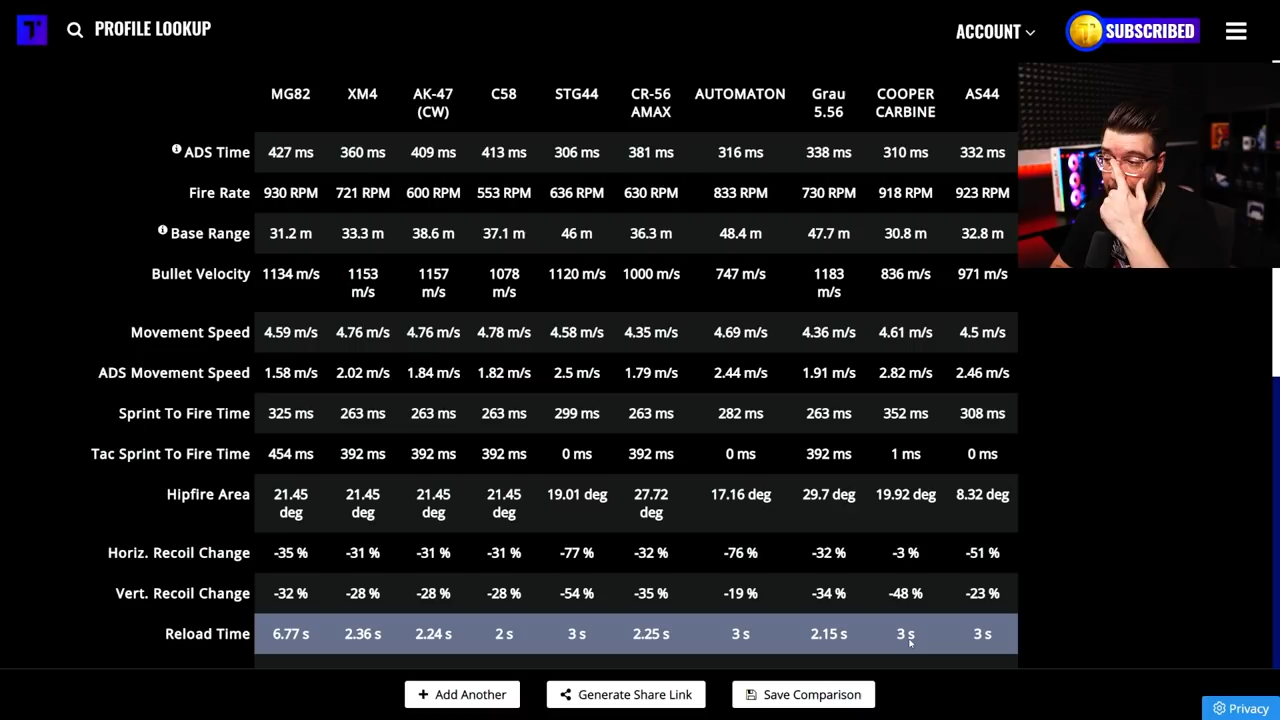 T PROFILE LOOKUP ACCOUNT T SUBSCRIBED
MG82 XM4 AK-47 (CW) C58 STG44 CR-56 AMAX AUTOMATON Grau 5.56 COOPER CARBINE AS44
ADS Time 427 ms 360 ms 409 ms 413 ms 306 ms 381 ms 316 ms 338 ms 310 ms 332 ms
Fire Rate 930 RPM 721 RPM 600 RPM 553 RPM 636 RPM 630 RPM 833 RPM 730 RPM 918 RPM 923 RPM
Base Range 31.2 m 33.3 m 38.6 m 37.1 m 46 m 36.3 m 48.4 m 47.7 m 30.8 m 32.8 m
Bullet Velocity 1134 m/s 1153 m/s 1157 m/s 1078 m/s 1120 m/s 1000 m/s 747 m/s 1183 m/s 836 m/s 971 m/s
Movement Speed 4.59 m/s 4.76 m/s 4.76 m/s 4.78 m/s 4.58 m/s 4.35 m/s 4.69 m/s 4.36 m/s 4.61 m/s 4.5 m/s
ADS Movement Speed 1.58 m/s 2.02 m/s 1.84 m/s 1.82 m/s 2.5 m/s 1.79 m/s 2.44 m/s 1.91 m/s 2.82 m/s 2.46 m/s
Sprint To Fire Time 325 ms 263 ms 263 ms 263 ms 299 ms 263 ms 282 ms 263 ms 352 ms 308 ms
Tac Sprint To Fire Time 454 ms 392 ms 392 ms 392 ms 0 ms 392 ms 0 ms 392 ms 1 ms 0 ms
Hipfire Area 21.45 deg 21.45 deg 21.45 deg 21.45 deg 19.01 deg 27.72 deg 17.16 deg 29.7 deg 19.92 deg 8.32 deg
Horiz. Recoil Change -35 % -31 % -31 % -31 % -77 % -32 % -76 % -32 % -3 % -51 %
Vert. Recoil Change -32 % -28 % -28 % -28 % -54 % -35 % -19 % -34 % -48 % -23 %
Reload Time 6.77 s 2.36 s 2.24 s 2 s 3 s 2.25 s 3 s 2.15 s 3 s 3 s
+ Add Another Generate Share Link Save Comparison
Privacy